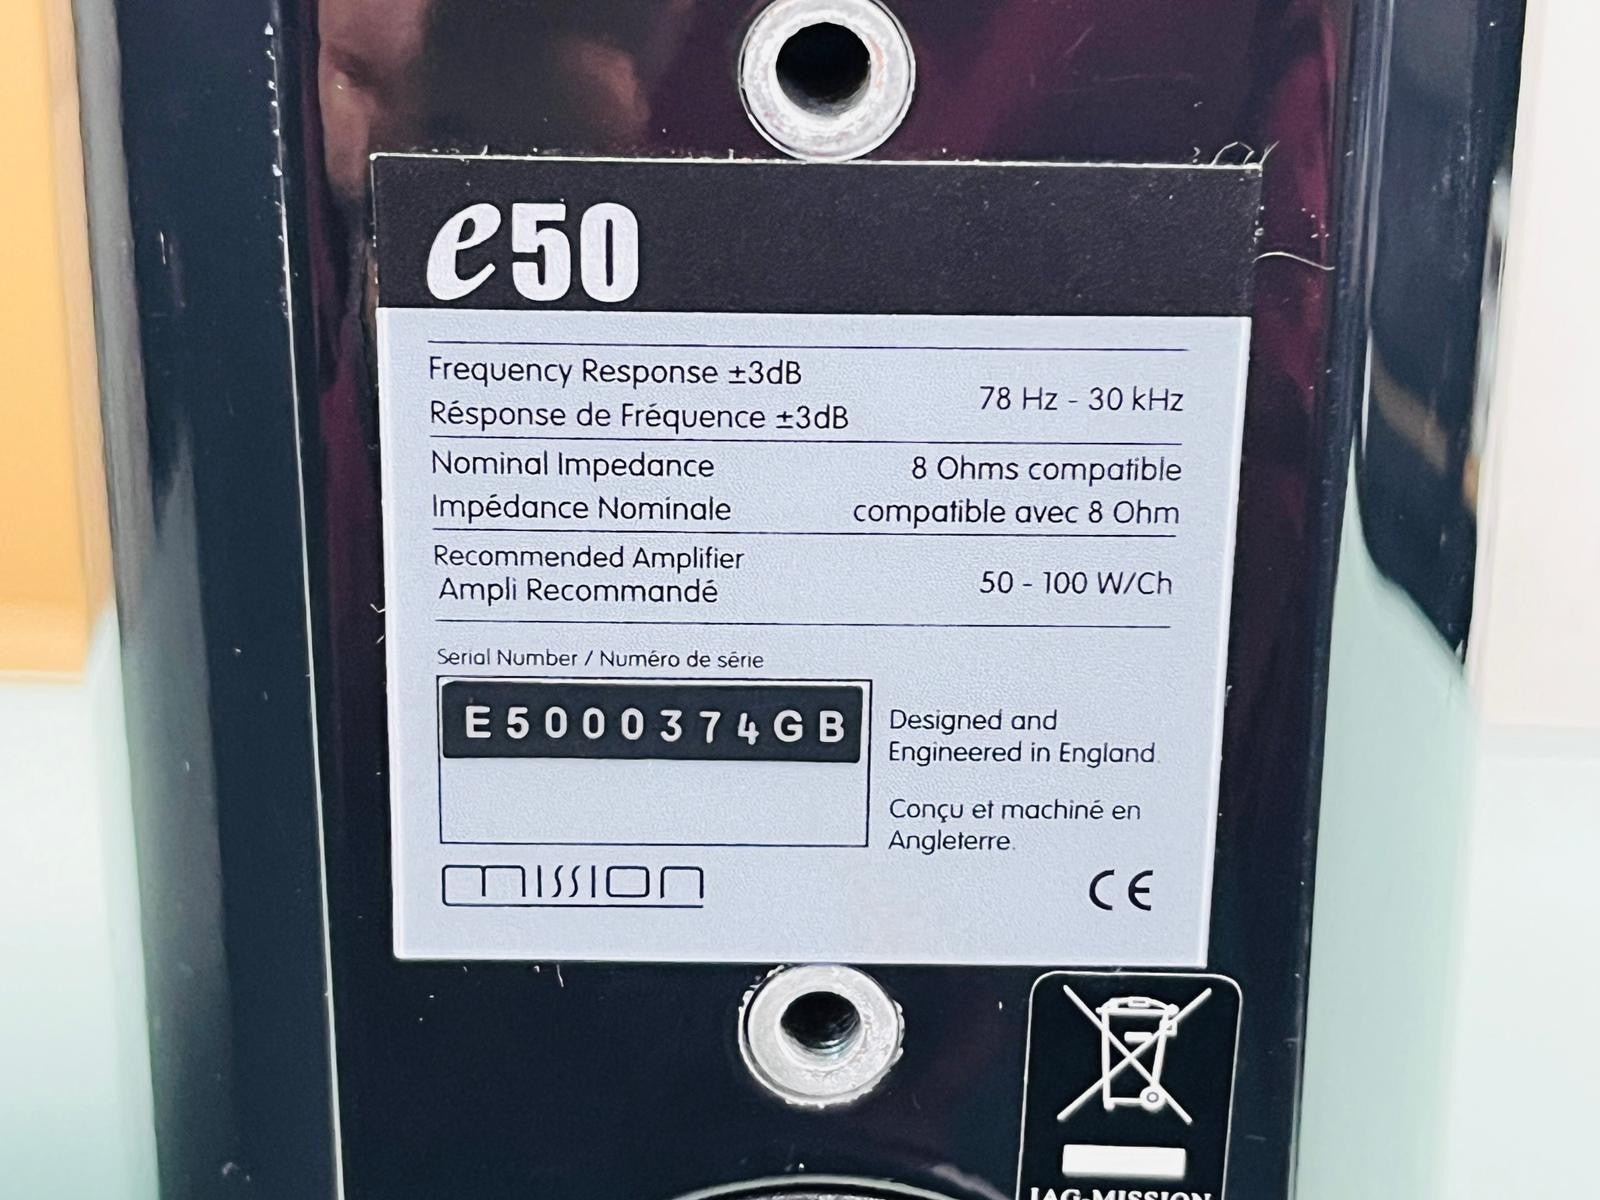 e50
Frequency Response ±3dB
Résponse de Fréquence ±3dB
78 Hz - 30 kHz
Nominal Impedance
8 Ohms compatible
Impédance Nominale
compatible avec 8 Ohm
Recommended Amplifier
Ampli Recommandé
50 - 100 W/Ch
Serial Number / Numéro de série
E5000374GB
Designed and
Engineered in England.
Conçu et machiné en
Angleterre.
mission
CE
IAG-MISSION